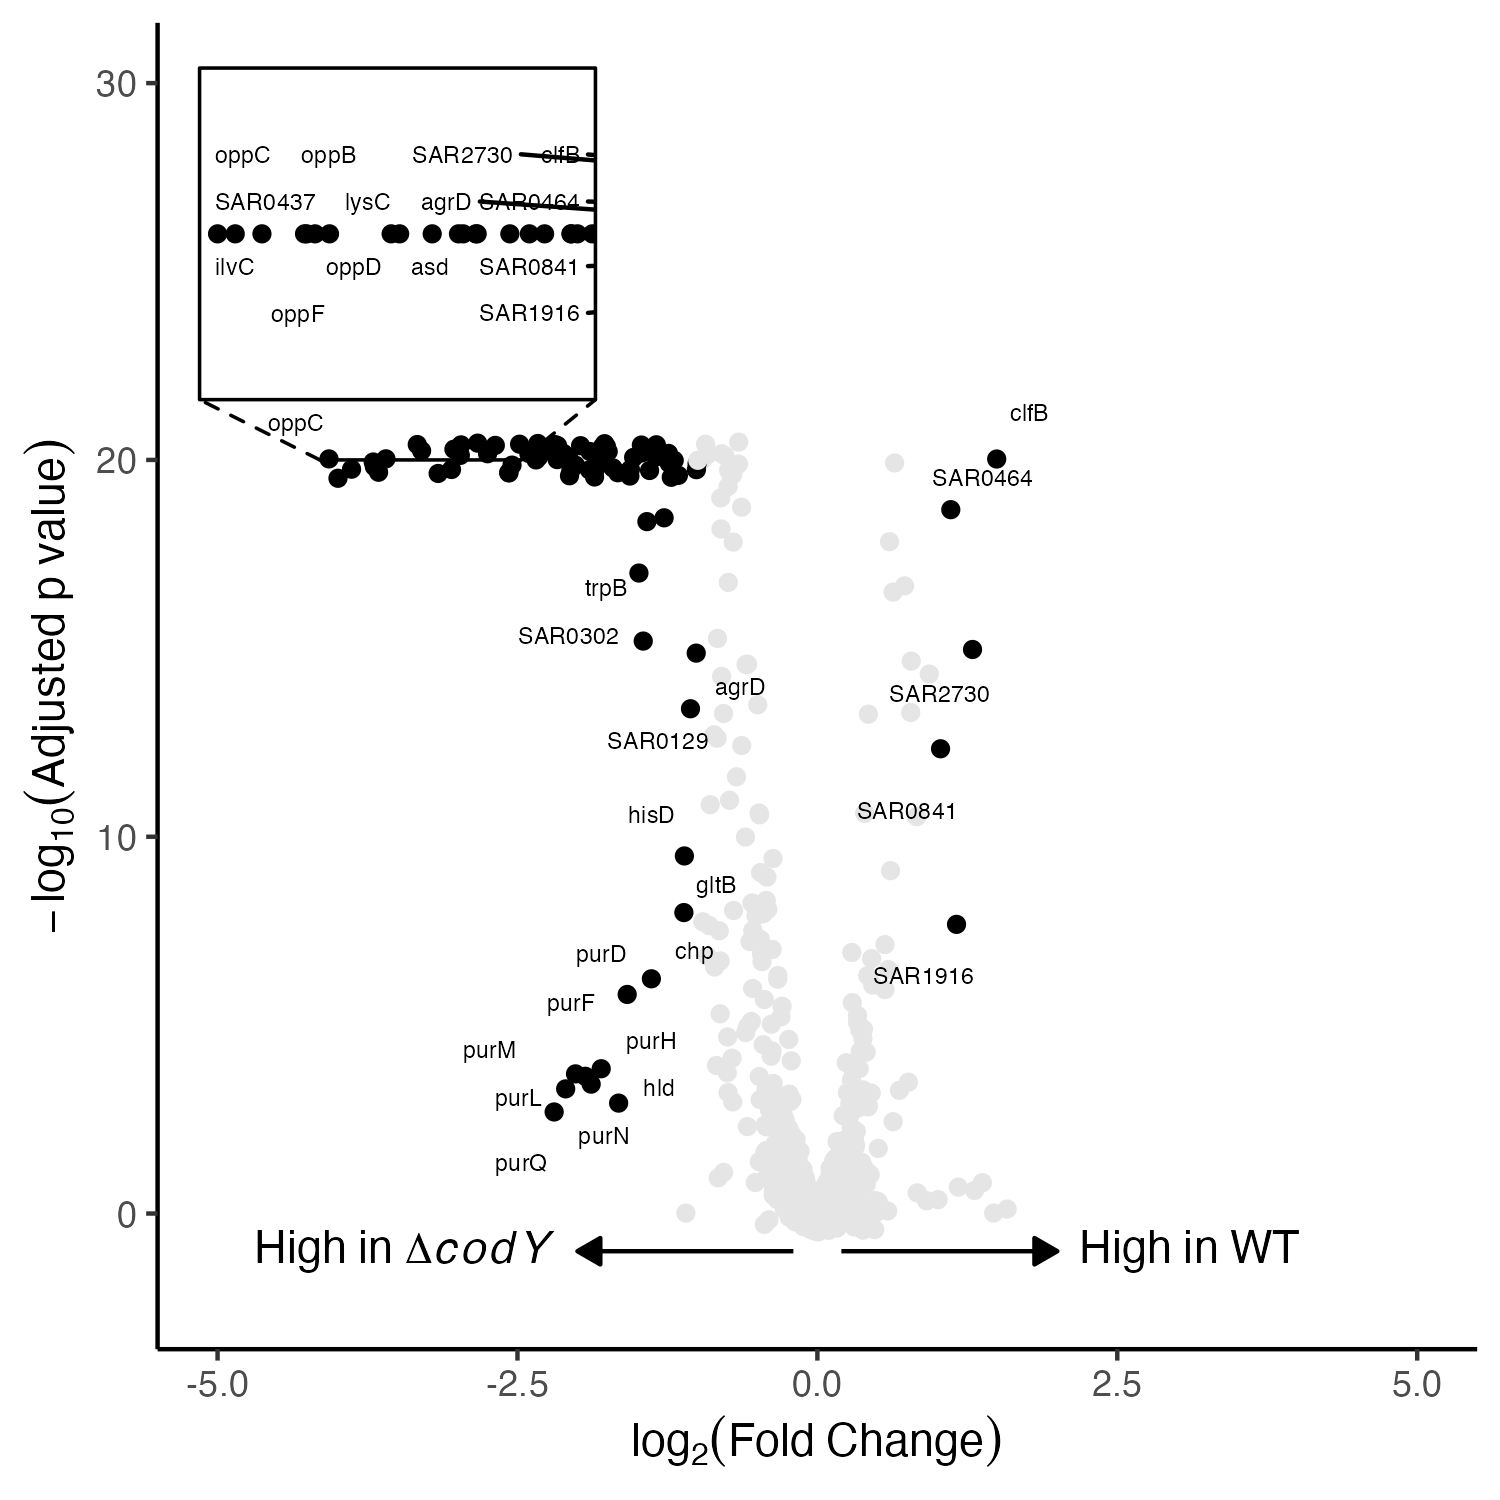 30
oppC oppB SAR2730 clfB
SAR0437 lysC agrD SAR0464
ilvC oppD asd SAR0841
oppF SAR1916
oppC
clfB
20
SAR0464
trpB
SAR0302
agrD
SAR2730
SAR0129
hisD
SAR0841
10
gltB
purD
chp
SAR1916
purF
purH
purM
hld
purL
purN
purQ
0
High in ΔcodY
High in WT
-5.0 -2.5 0.0 2.5 5.0
log₂(Fold Change)
−log₁₀(Adjusted p value)